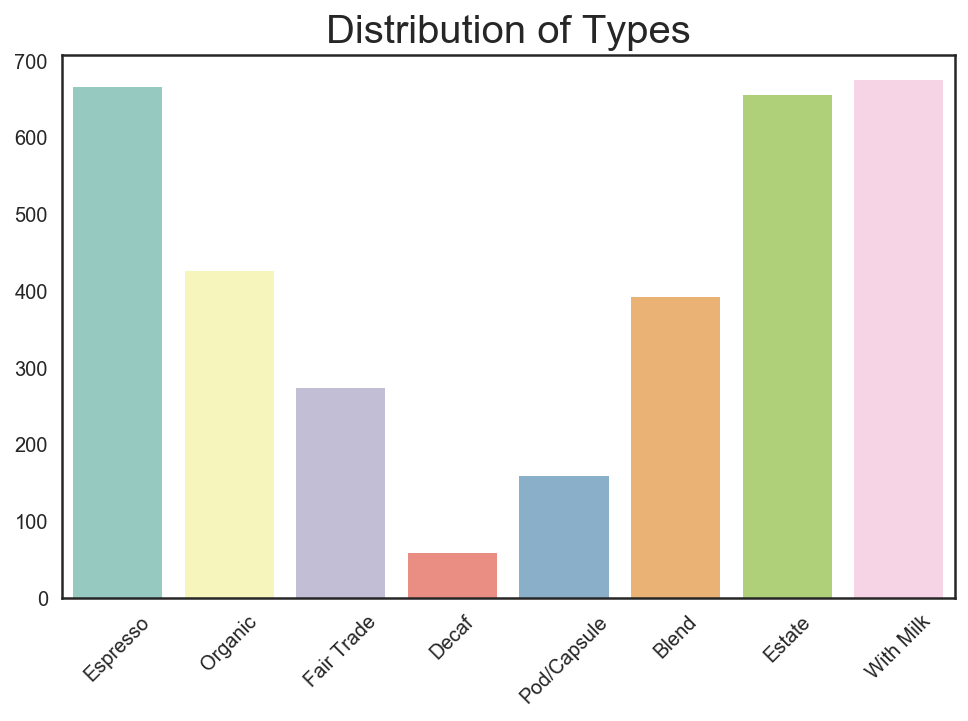 Distribution of Types
700
600
500
400
300
200
100
0
Espresso
Organic
Fair Trade
Decaf
Pod/Capsule
Blend
Estate
With Milk